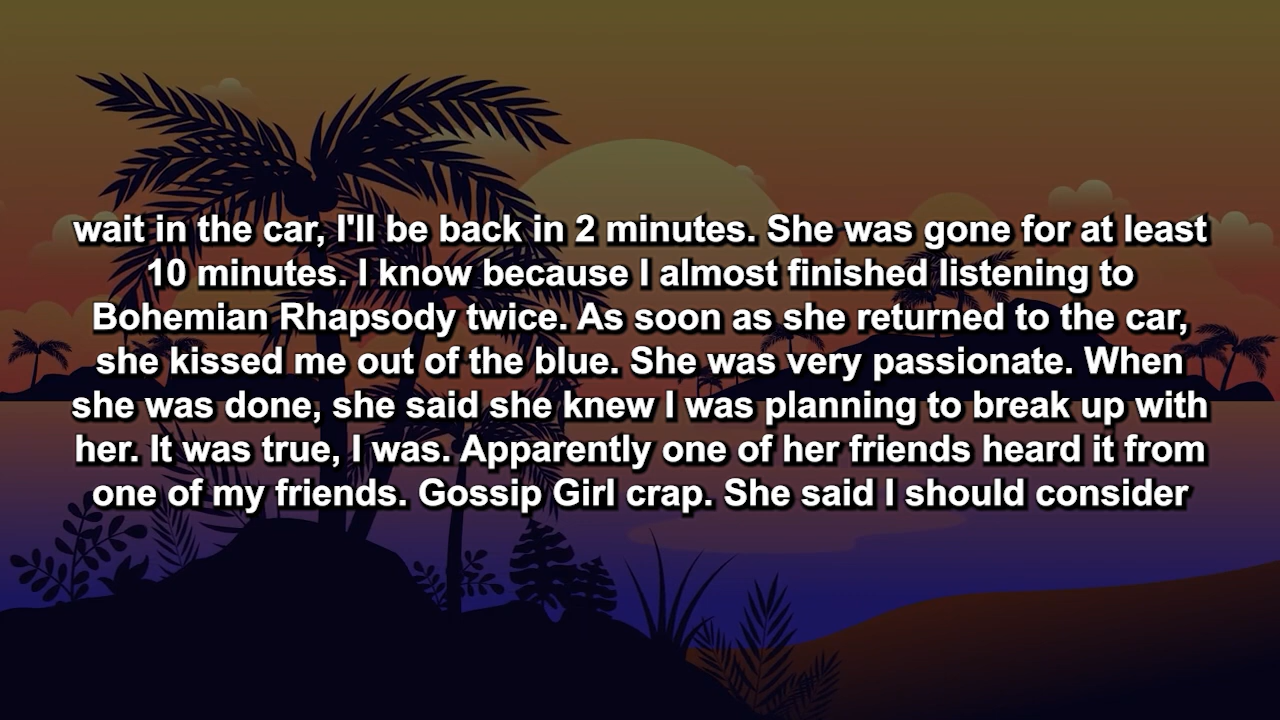 wait in the car, I'll be back in 2 minutes. She was gone for at least
10 minutes. I know because I almost finished listening to
Bohemian Rhapsody twice. As soon as she returned to the car,
she kissed me out of the blue. She was very passionate. When
she was done, she said she knew I was planning to break up with
her. It was true, I was. Apparently one of her friends heard it from
one of my friends. Gossip Girl crap. She said I should consider